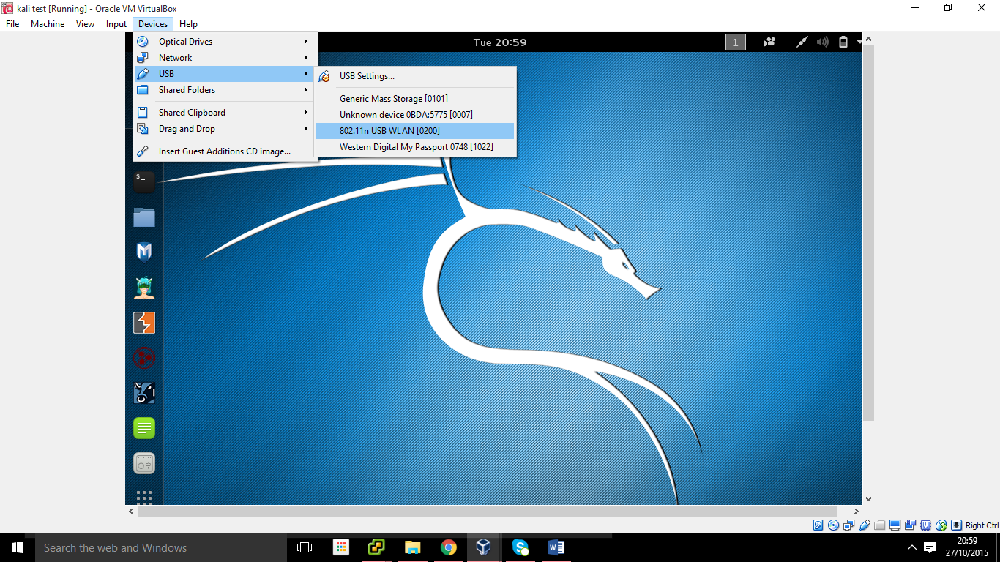 kali test [Running] - Oracle VM VirtualBox
File Machine View Input Devices Help
Tue 20:59 1
Optical Drives
Network
USB
Shared Folders
Shared Clipboard
Drag and Drop
Insert Guest Additions CD image...
USB Settings...
Generic Mass Storage [0101]
Unknown device 0BDA:5775 [0007]
802.11n USB WLAN [0200]
Western Digital My Passport 0748 [1022]
$_
Right Ctrl
Search the web and Windows
20:59
27/10/2015